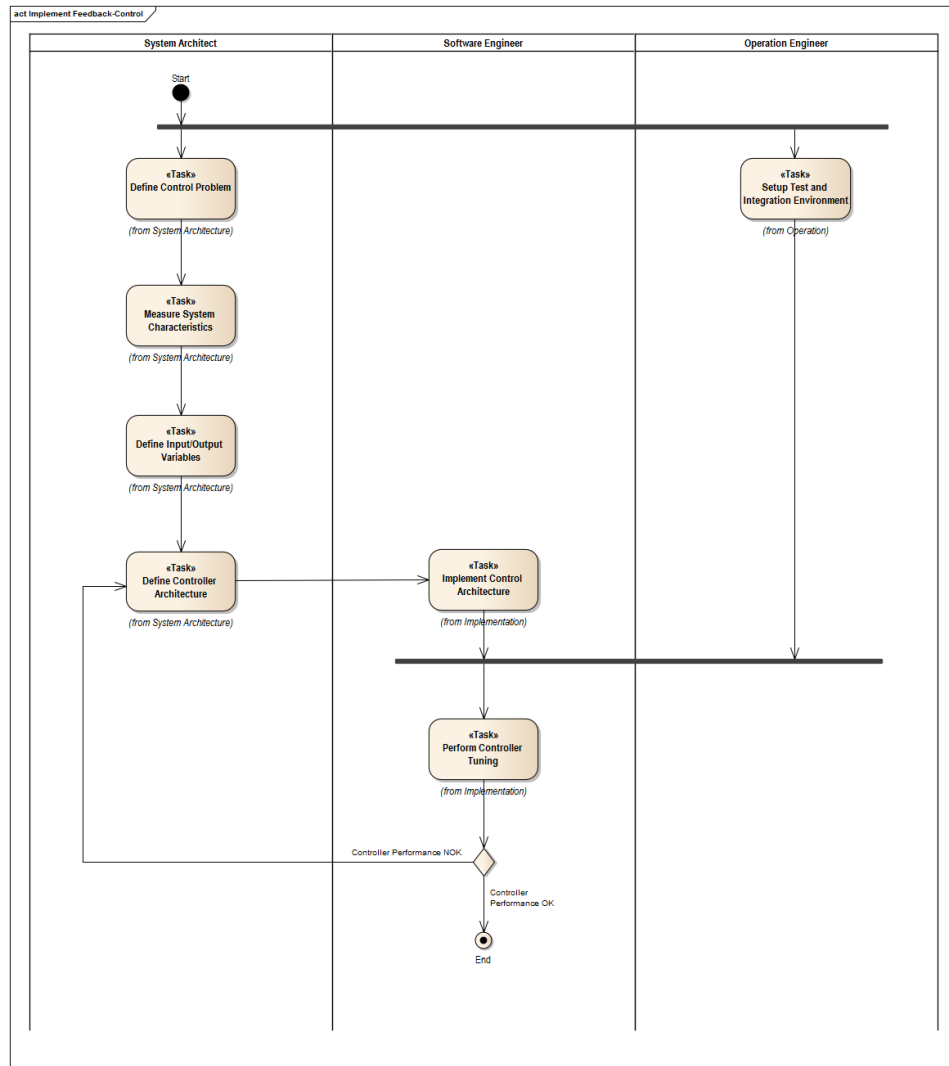 act Implement Feedback-Control
System Architect
Software Engineer
Operation Engineer
Start
«Task»
Define Control Problem
(from System Architecture)
«Task»
Setup Test and
Integration Environment
(from Operation)
«Task»
Measure System
Characteristics
(from System Architecture)
«Task»
Define Input/Output
Variables
(from System Architecture)
«Task»
Define Controller
Architecture
(from System Architecture)
«Task»
Implement Control
Architecture
(from Implementation)
«Task»
Perform Controller
Tuning
(from Implementation)
Controller Performance NOK
Controller
Performance OK
End